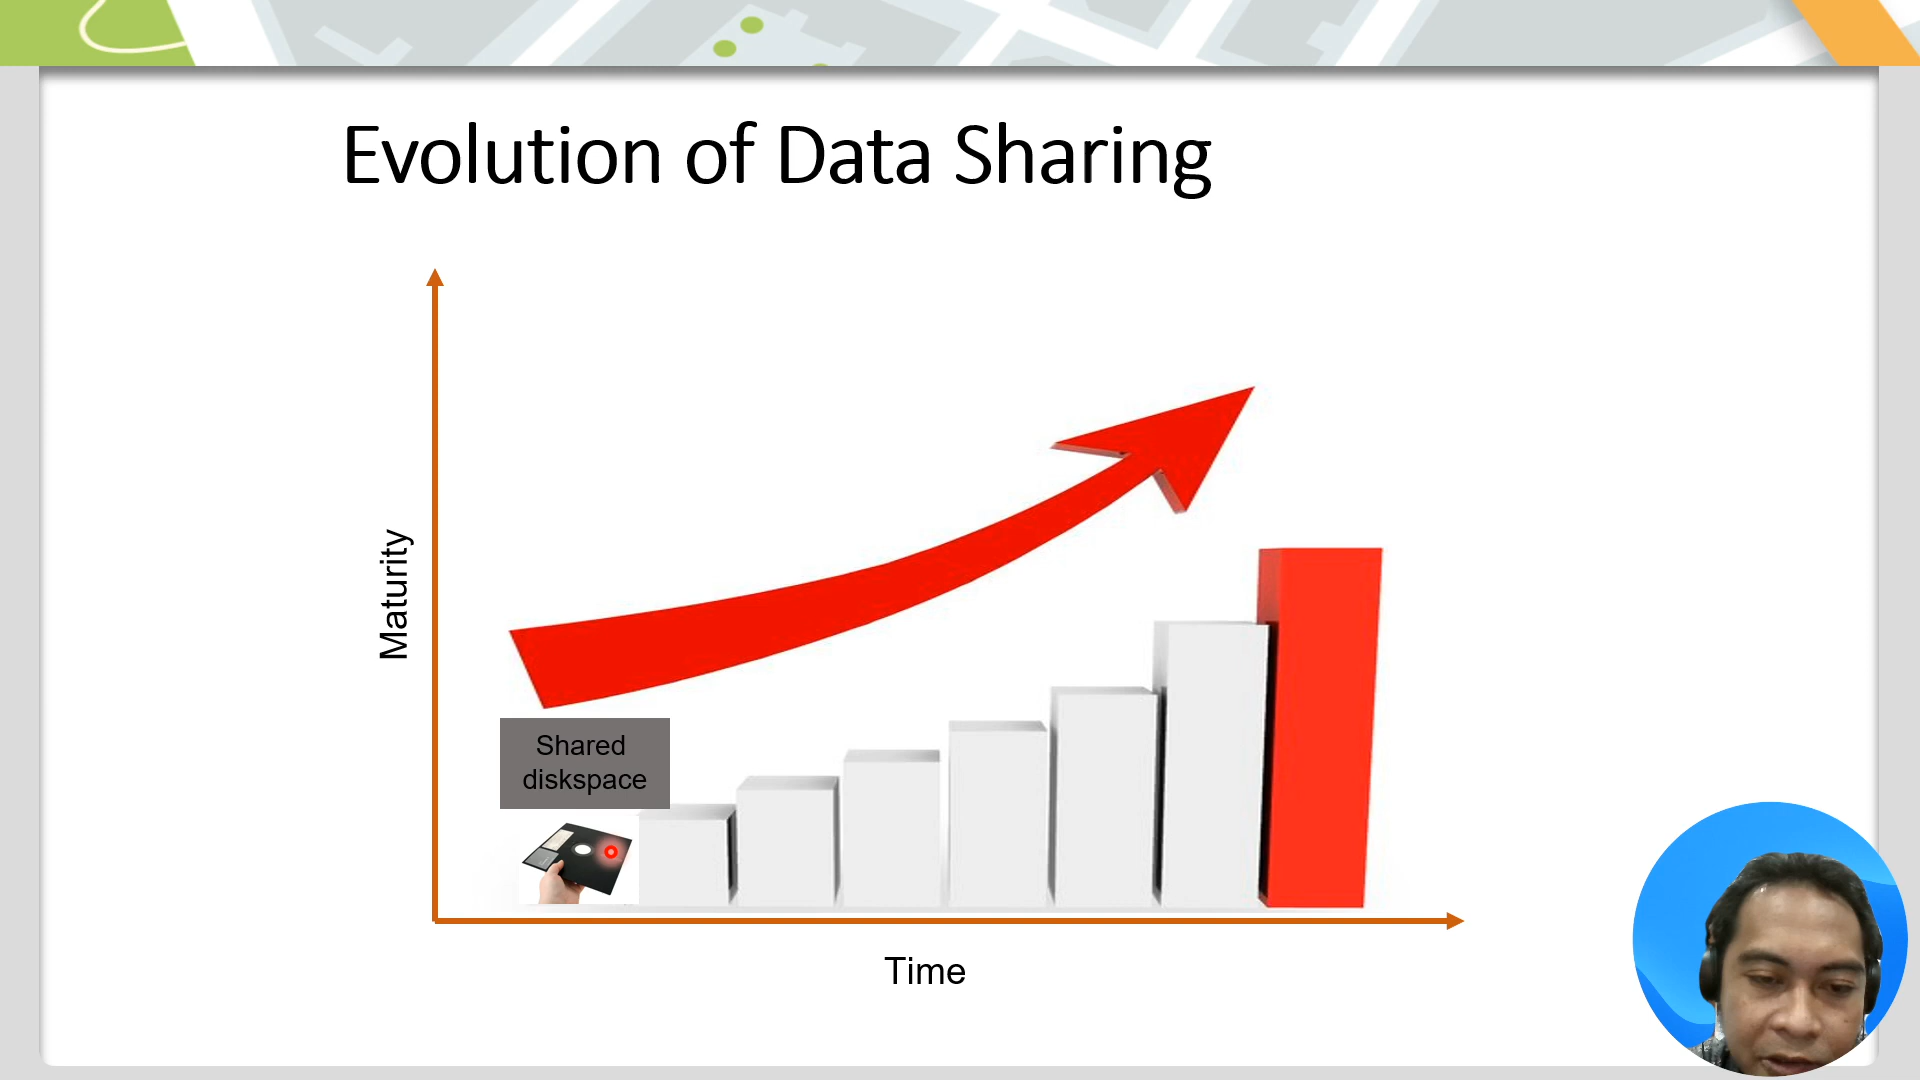 Evolution of Data Sharing
Maturity
Shared
diskspace
Time